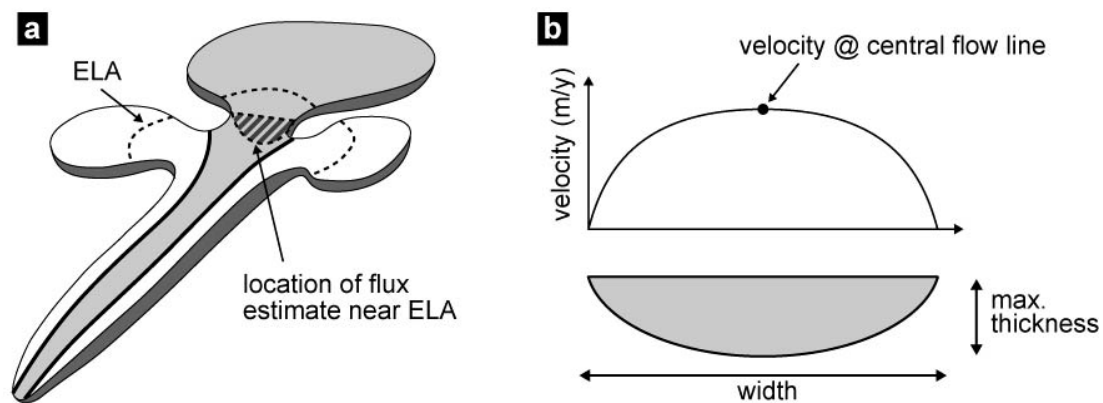 a
ELA
location of flux
estimate near ELA
b
velocity @ central flow line
velocity (m/y)
max.
thickness
width